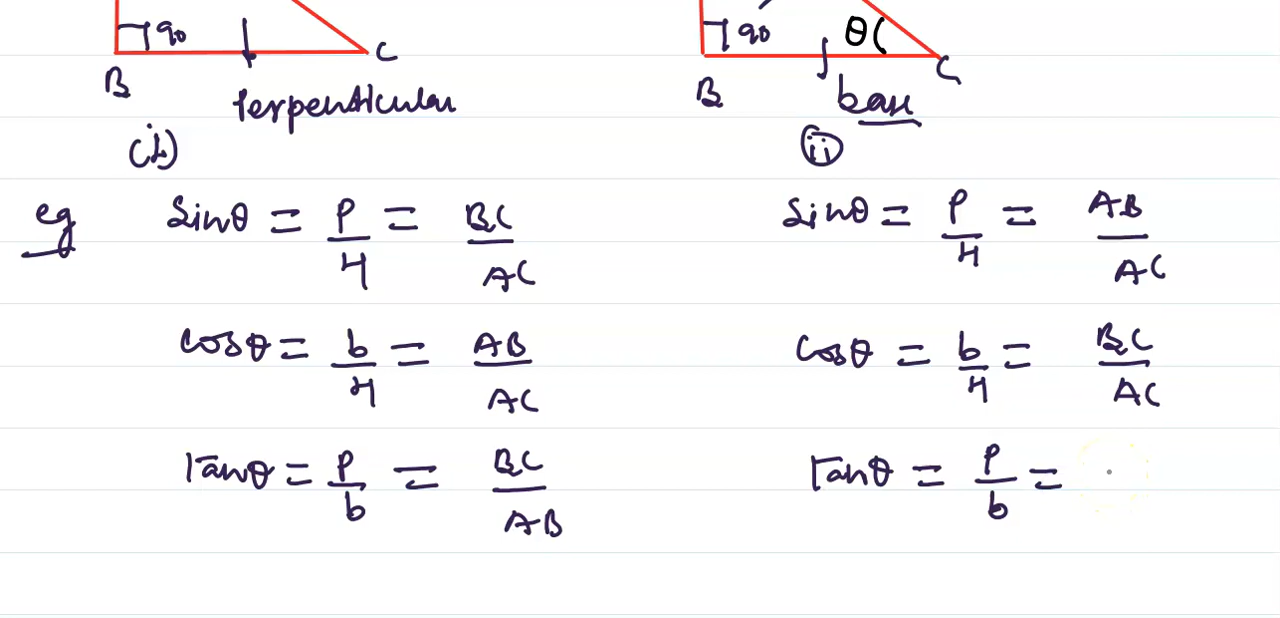 90
B
C
Perpendicular
(i)
90°
θ
B
C
base
(ii)
eg
Sinθ = P/H = BC/AC
Cosθ = b/H = AB/AC
Tanθ = P/b = BC/AB
Sinθ = P/H = AB/AC
Cosθ = b/H = BC/AC
Tanθ = P/b =